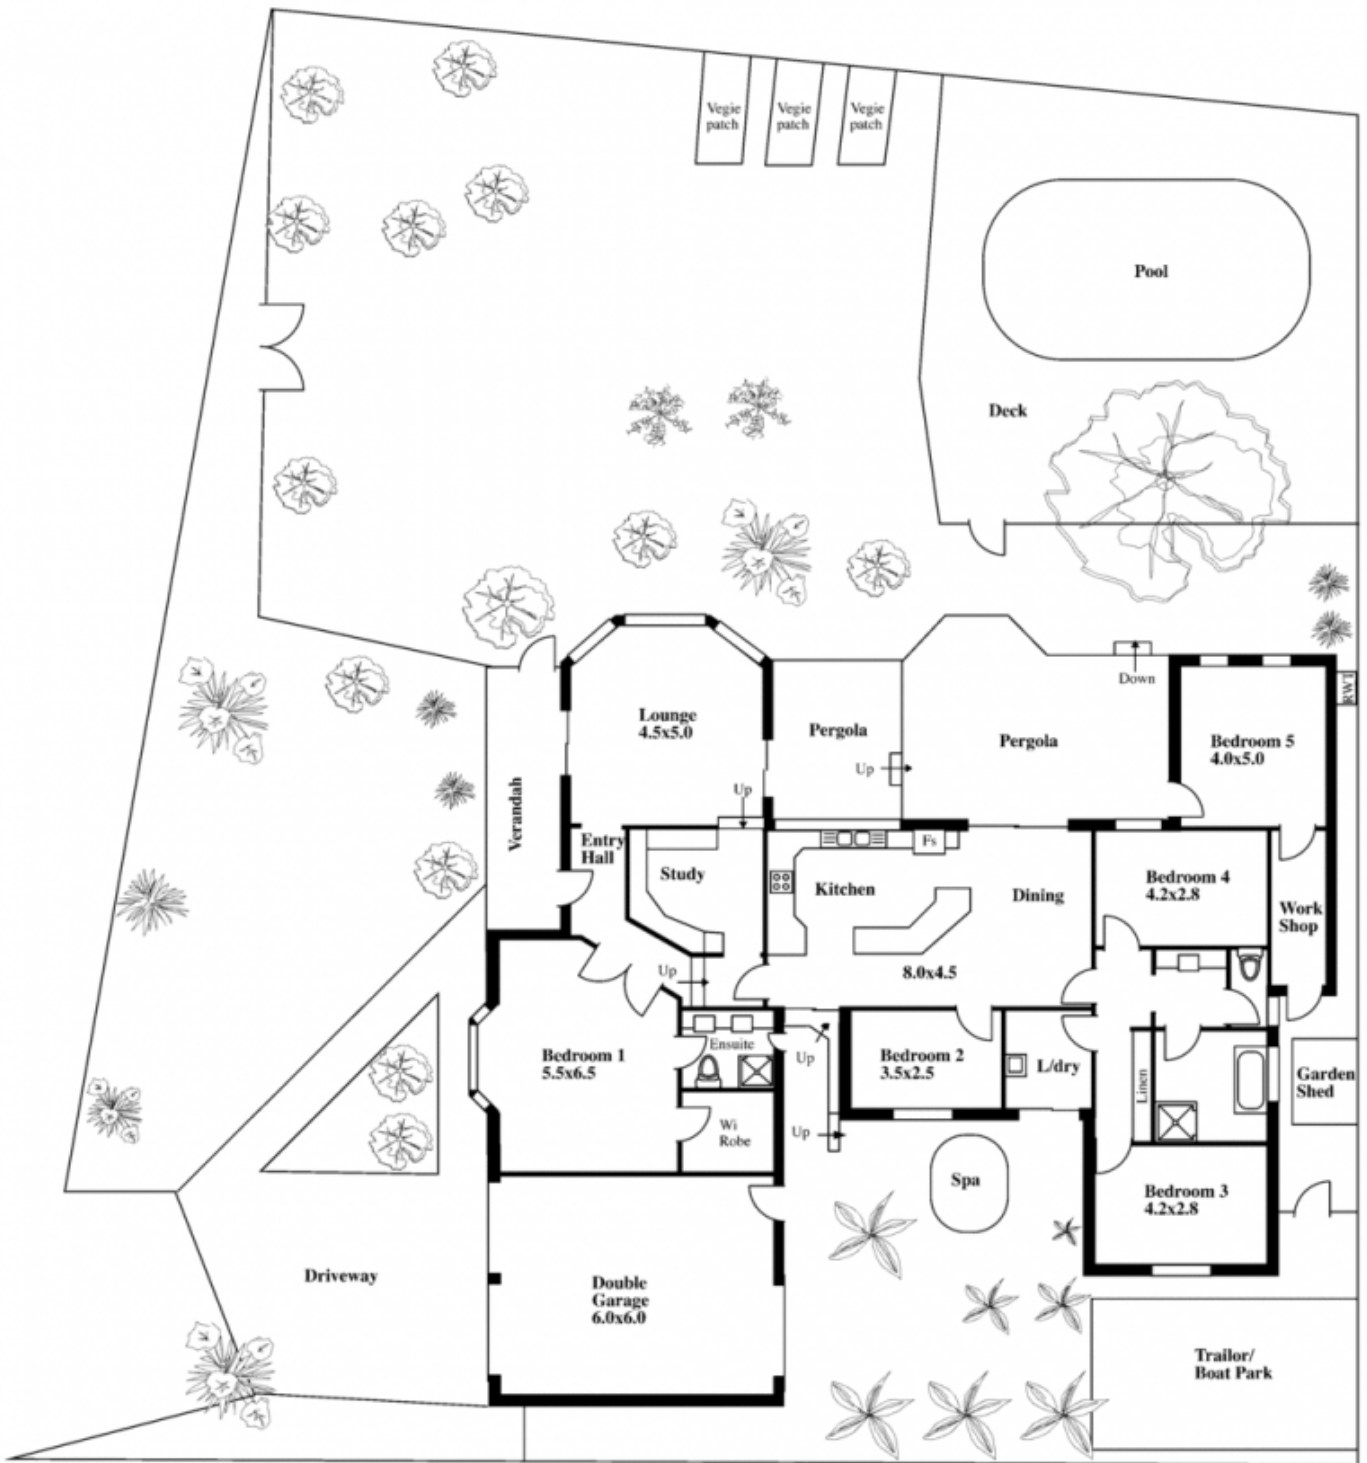 Vegie
patch
Vegie
patch
Vegie
patch
Pool
Deck
Down
RWT
Lounge
4.5x5.0
Pergola
Up
Pergola
Bedroom 5
4.0x5.0
Verandah
Up
Entry
Hall
Study
Kitchen
Fs
Dining
8.0x4.5
Bedroom 4
4.2x2.8
Work
Shop
Up
Bedroom 1
5.5x6.5
Ensuite
Up
Bedroom 2
3.5x2.5
L/dry
Linen
Garden
Shed
Wi
Robe
Up
Spa
Bedroom 3
4.2x2.8
Driveway
Double
Garage
6.0x6.0
Trailor/
Boat Park